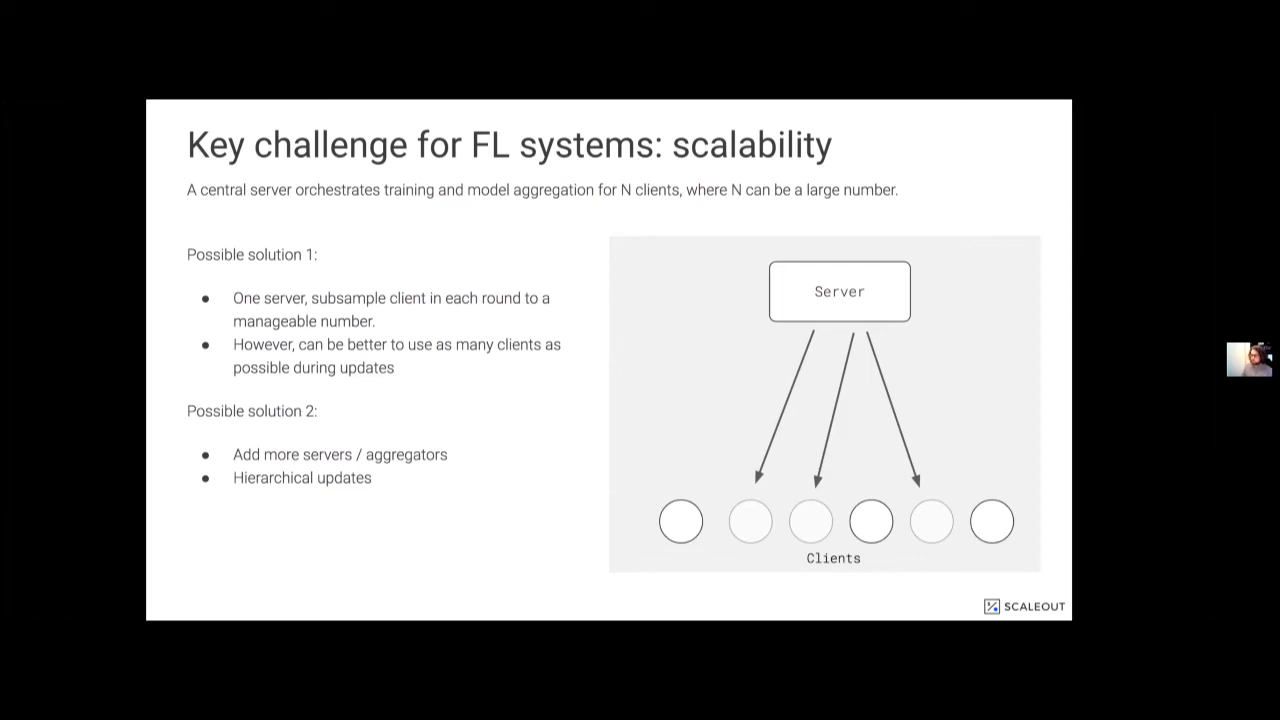 Key challenge for FL systems: scalability
A central server orchestrates training and model aggregation for N clients, where N can be a large number.
Possible solution 1:
● One server, subsample client in each round to a
manageable number.
● However, can be better to use as many clients as
possible during updates
Possible solution 2:
● Add more servers / aggregators
● Hierarchical updates
Server
Clients
SCALEOUT